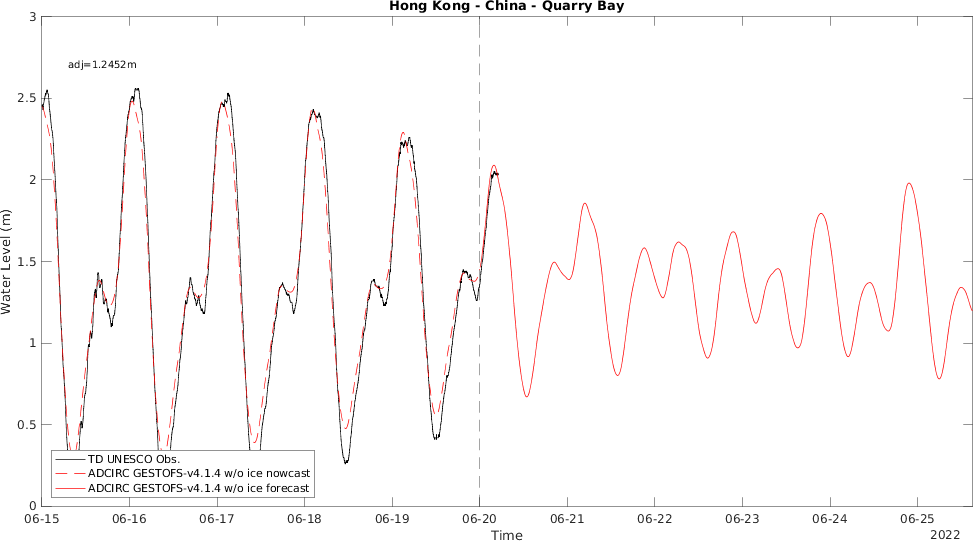 Hong Kong - China - Quarry Bay
3
adj=1.2452m
2.5
2
1.5
1
0.5
0
Water Level (m)
TD UNESCO Obs.
ADCIRC GESTOFS-v4.1.4 w/o ice nowcast
ADCIRC GESTOFS-v4.1.4 w/o ice forecast
06-15 06-16 06-17 06-18 06-19 06-20 06-21 06-22 06-23 06-24 06-25
Time
2022